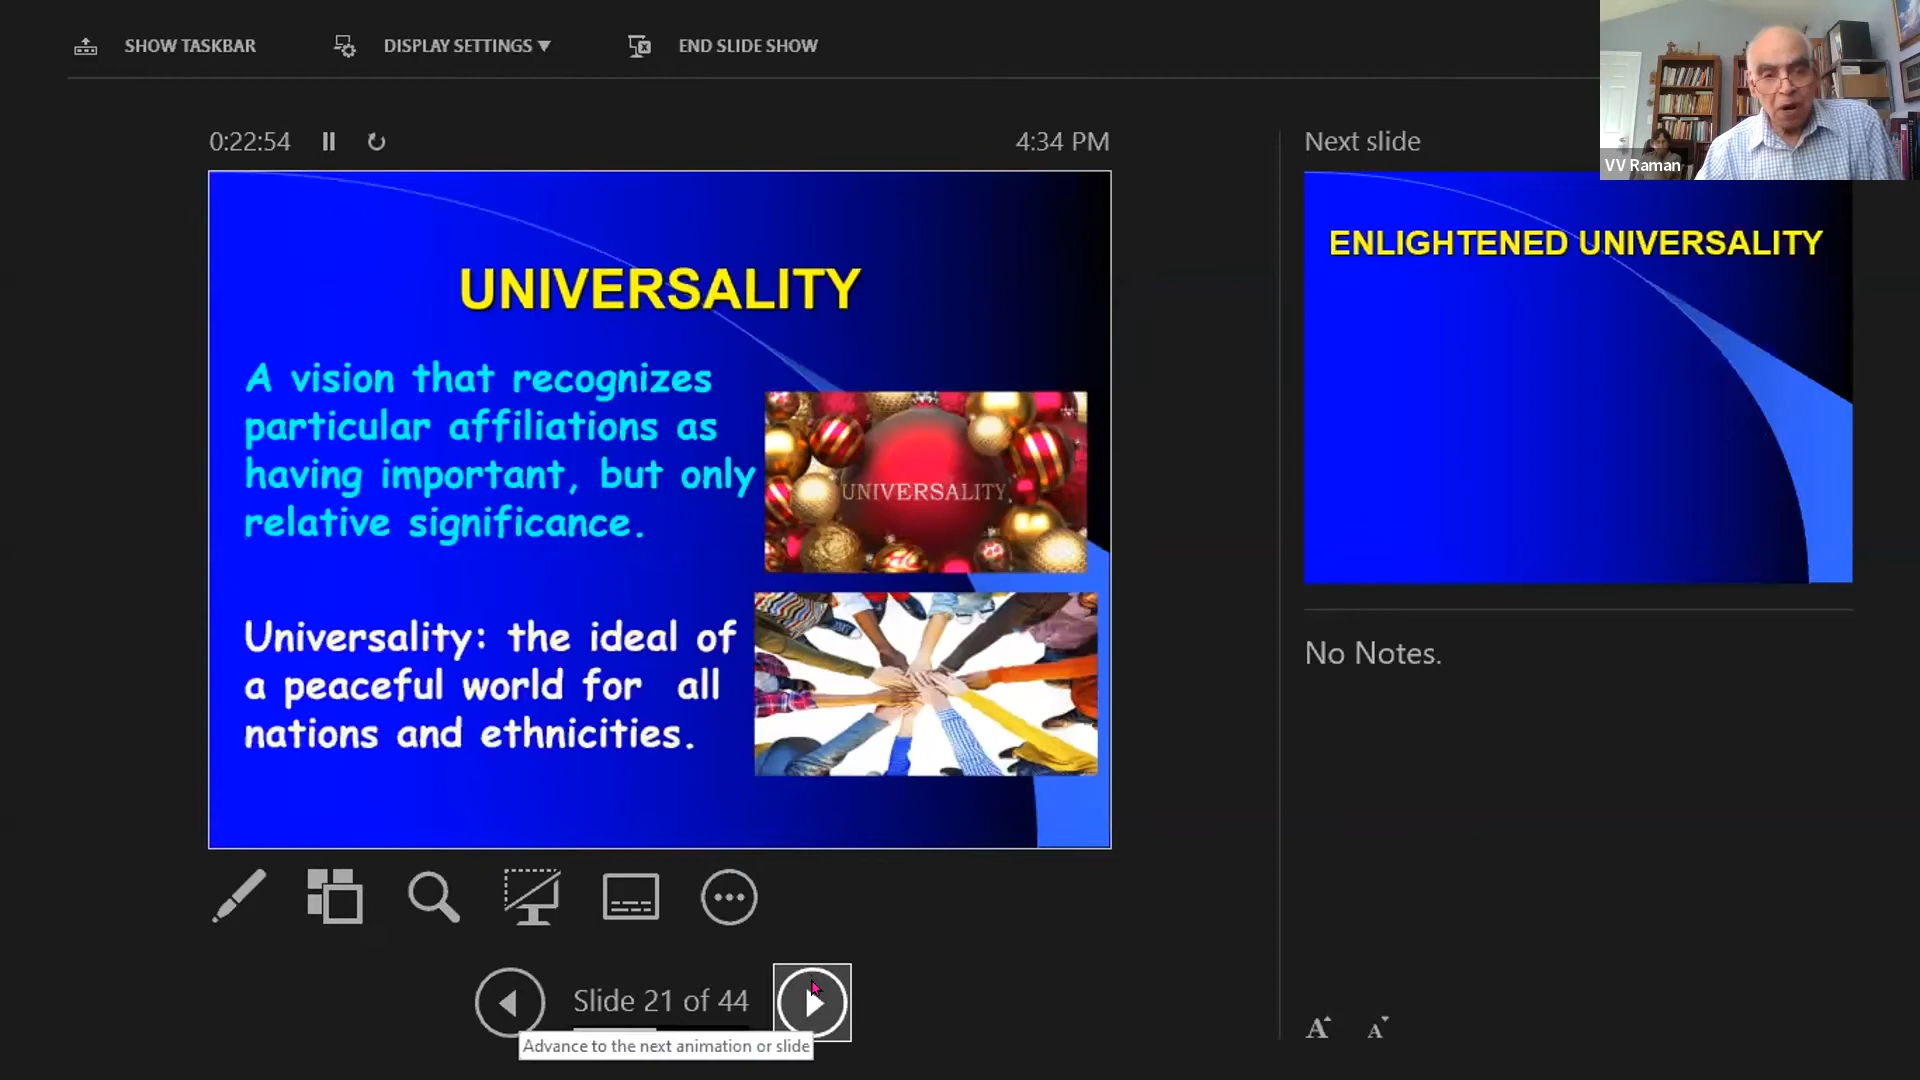 SHOW TASKBAR
DISPLAY SETTINGS ▼
END SLIDE SHOW
VV Raman
0:22:54
4:34 PM
Next slide
UNIVERSALITY
A vision that recognizes
particular affiliations as
having important, but only
relative significance.
UNIVERSALITY
Universality: the ideal of
a peaceful world for all
nations and ethnicities.
ENLIGHTENED UNIVERSALITY
No Notes.
Slide 21 of 44
Advance to the next animation or slide
A
A